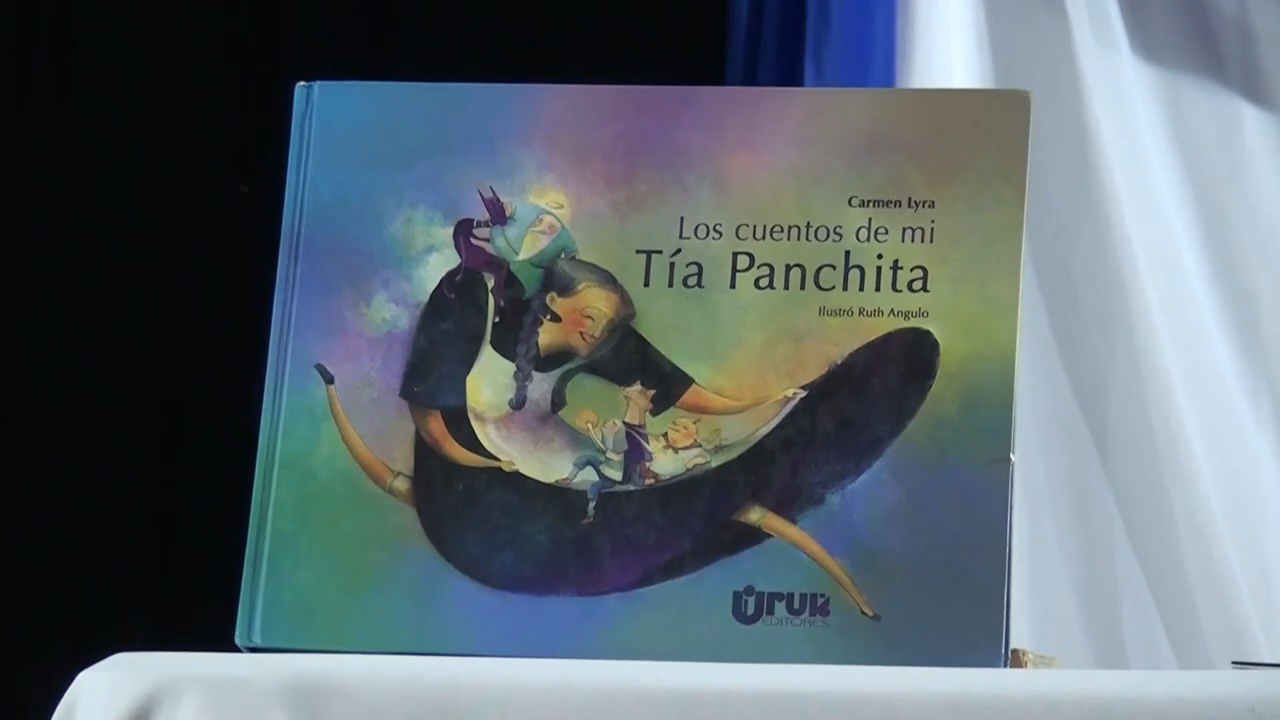 Carmen Lyra
Los cuentos de mi
Tía Panchita
Ilustró Ruth Angulo
uruk
EDITORES